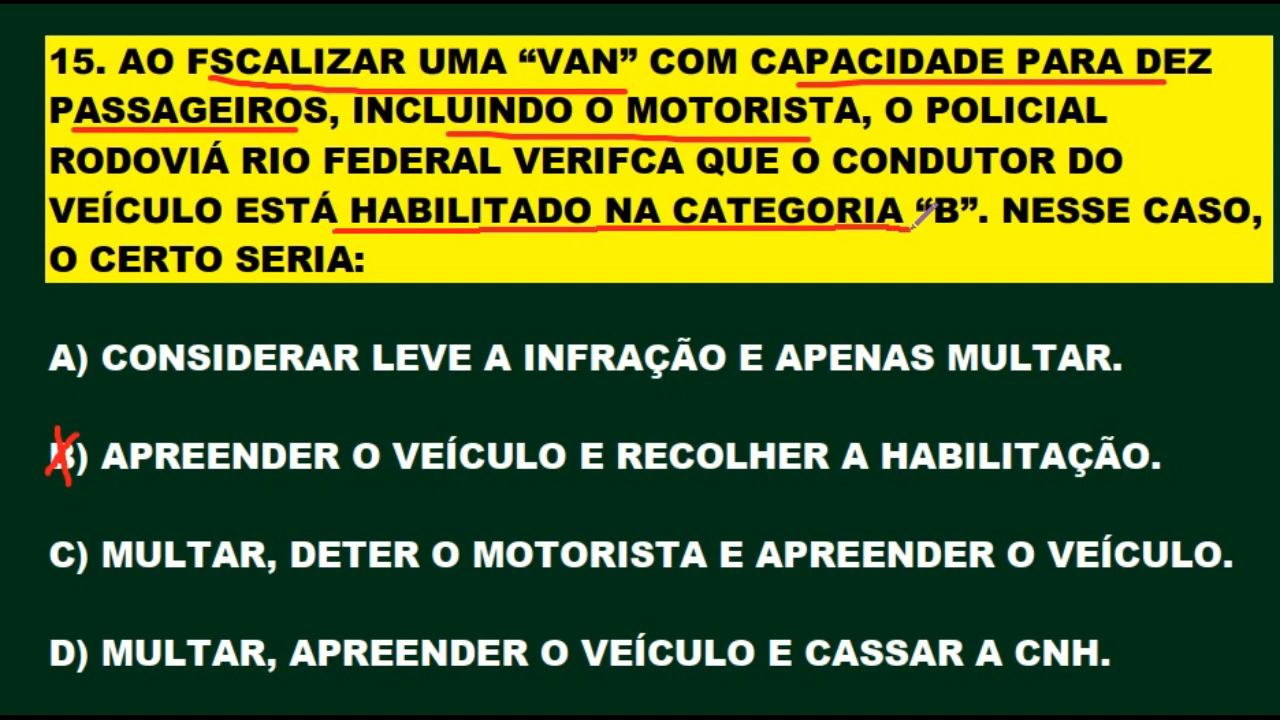 15. AO FSCALIZAR UMA “VAN” COM CAPACIDADE PARA DEZ
PASSAGEIROS, INCLUINDO O MOTORISTA, O POLICIAL
RODOVIÁ RIO FEDERAL VERIFCA QUE O CONDUTOR DO
VEÍCULO ESTÁ HABILITADO NA CATEGORIA “B”. NESSE CASO,
O CERTO SERIA:
A) CONSIDERAR LEVE A INFRAÇÃO E APENAS MULTAR.
B) APREENDER O VEÍCULO E RECOLHER A HABILITAÇÃO.
C) MULTAR, DETER O MOTORISTA E APREENDER O VEÍCULO.
D) MULTAR, APREENDER O VEÍCULO E CASSAR A CNH.